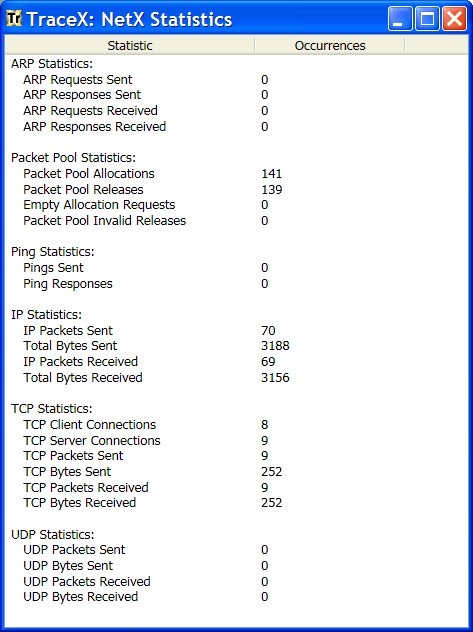 TraceX: NetX Statistics
Statistic Occurrences
ARP Statistics:
ARP Requests Sent 0
ARP Responses Sent 0
ARP Requests Received 0
ARP Responses Received 0
Packet Pool Statistics:
Packet Pool Allocations 141
Packet Pool Releases 139
Empty Allocation Requests 0
Packet Pool Invalid Releases 0
Ping Statistics:
Pings Sent 0
Ping Responses 0
IP Statistics:
IP Packets Sent 70
Total Bytes Sent 3188
IP Packets Received 69
Total Bytes Received 3156
TCP Statistics:
TCP Client Connections 8
TCP Server Connections 9
TCP Packets Sent 9
TCP Bytes Sent 252
TCP Packets Received 9
TCP Bytes Received 252
UDP Statistics:
UDP Packets Sent 0
UDP Bytes Sent 0
UDP Packets Received 0
UDP Bytes Received 0